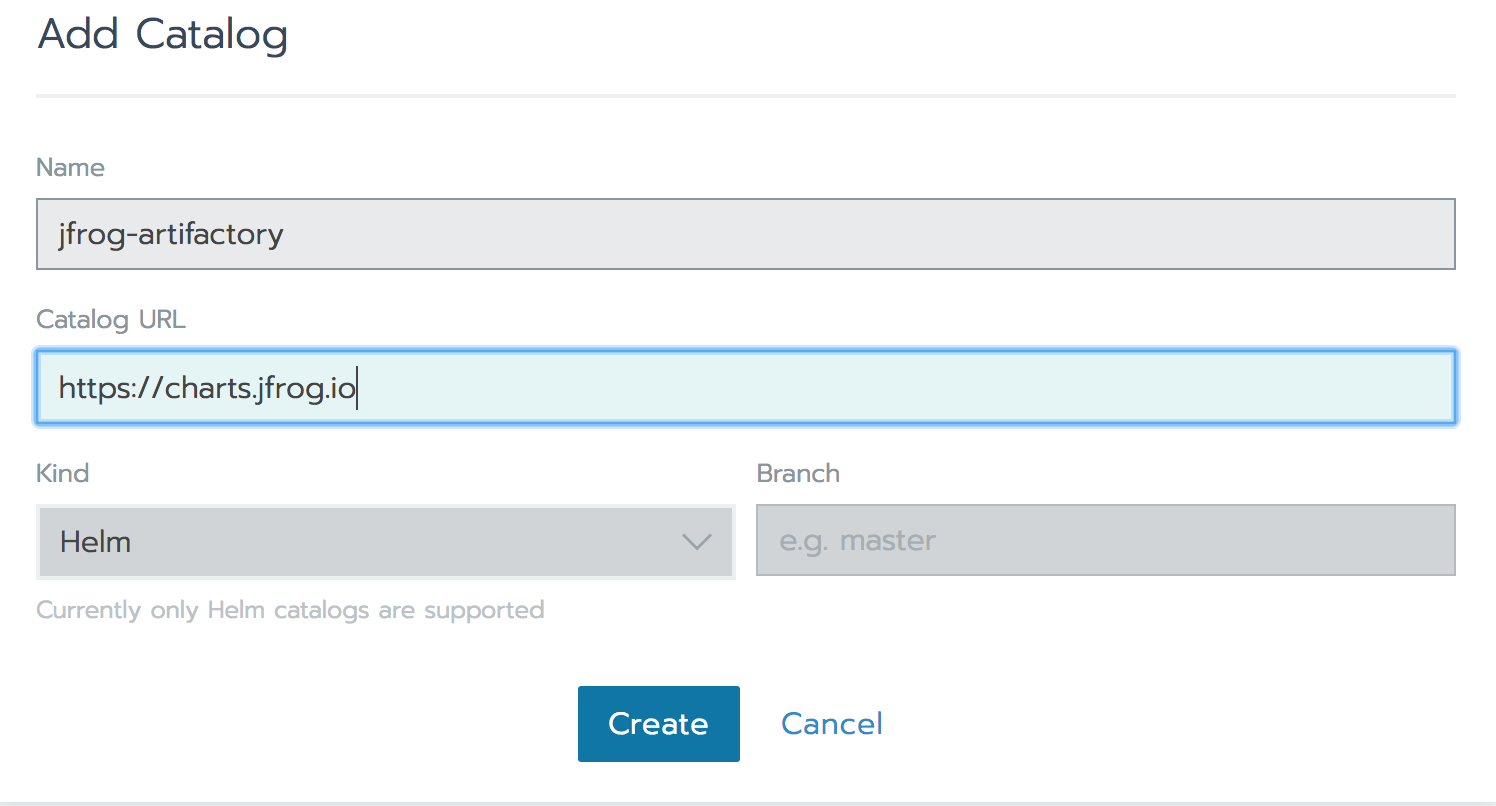 Add Catalog
Name
jfrog-artifactory
Catalog URL
https://charts.jfrog.io
Kind
Branch
Helm
e.g. master
Currently only Helm catalogs are supported
Create
Cancel